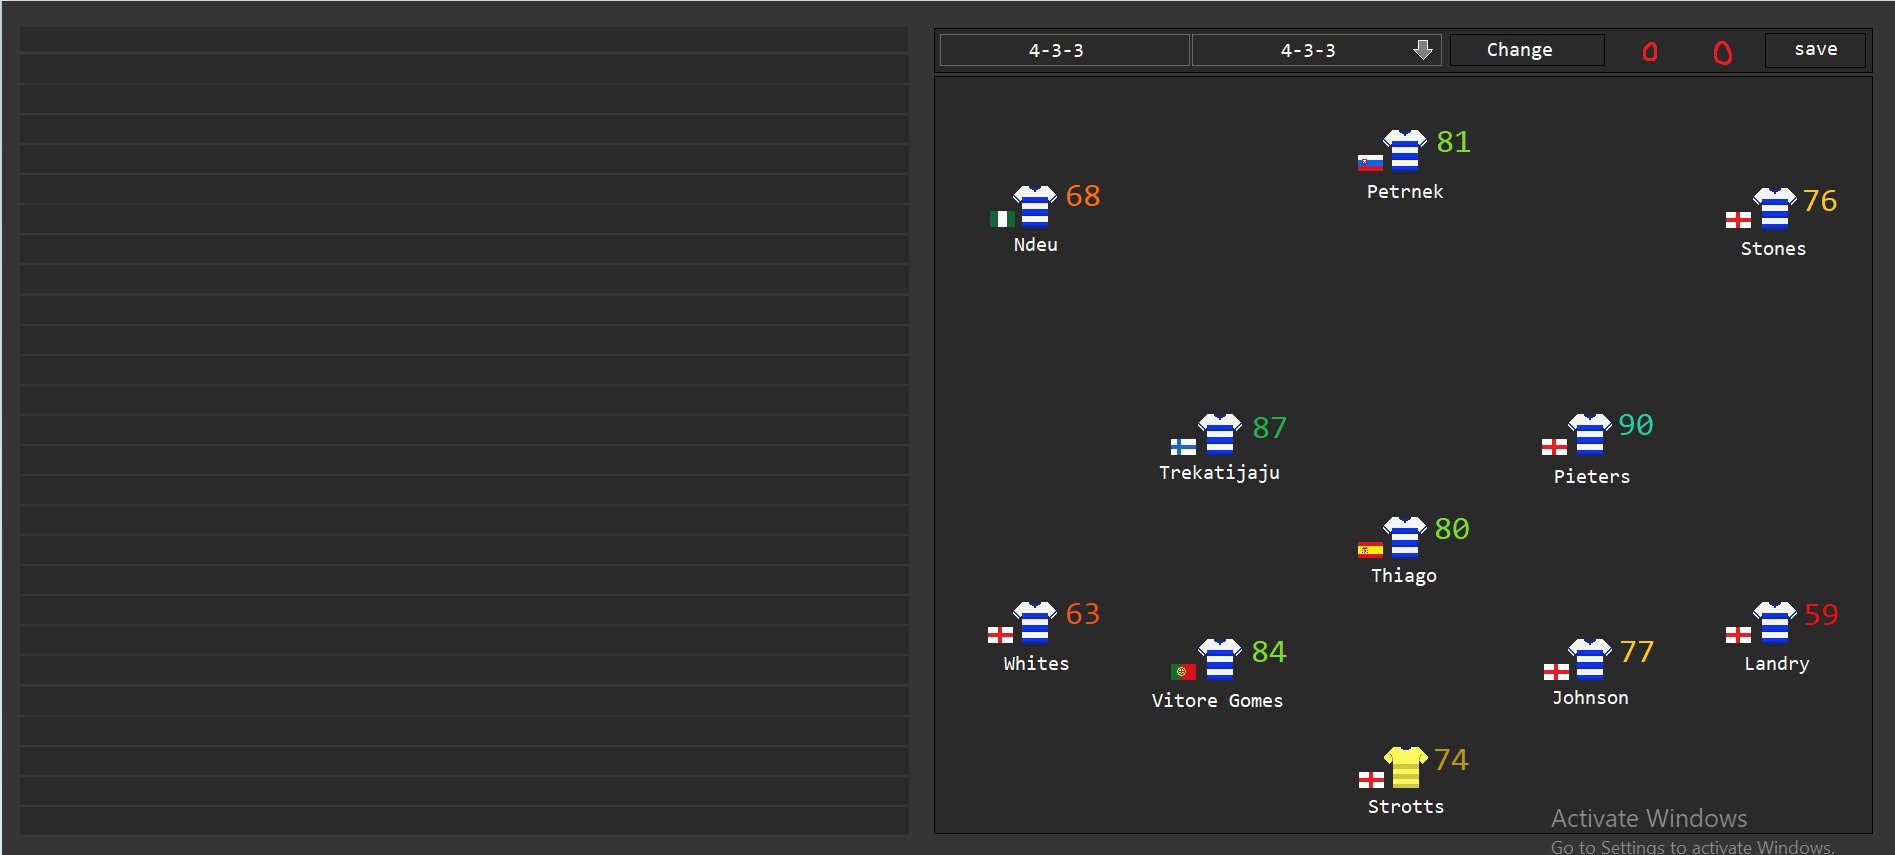 4-3-3 4-3-3 Change 0 0 save
81
Petrnek
68
Ndeu
76
Stones
87
Trekatijaju
90
Pieters
80
Thiago
63
Whites
59
Landry
84
Vitore Gomes
77
Johnson
74
Strotts
Activate Windows
Go to Settings to activate Windows.